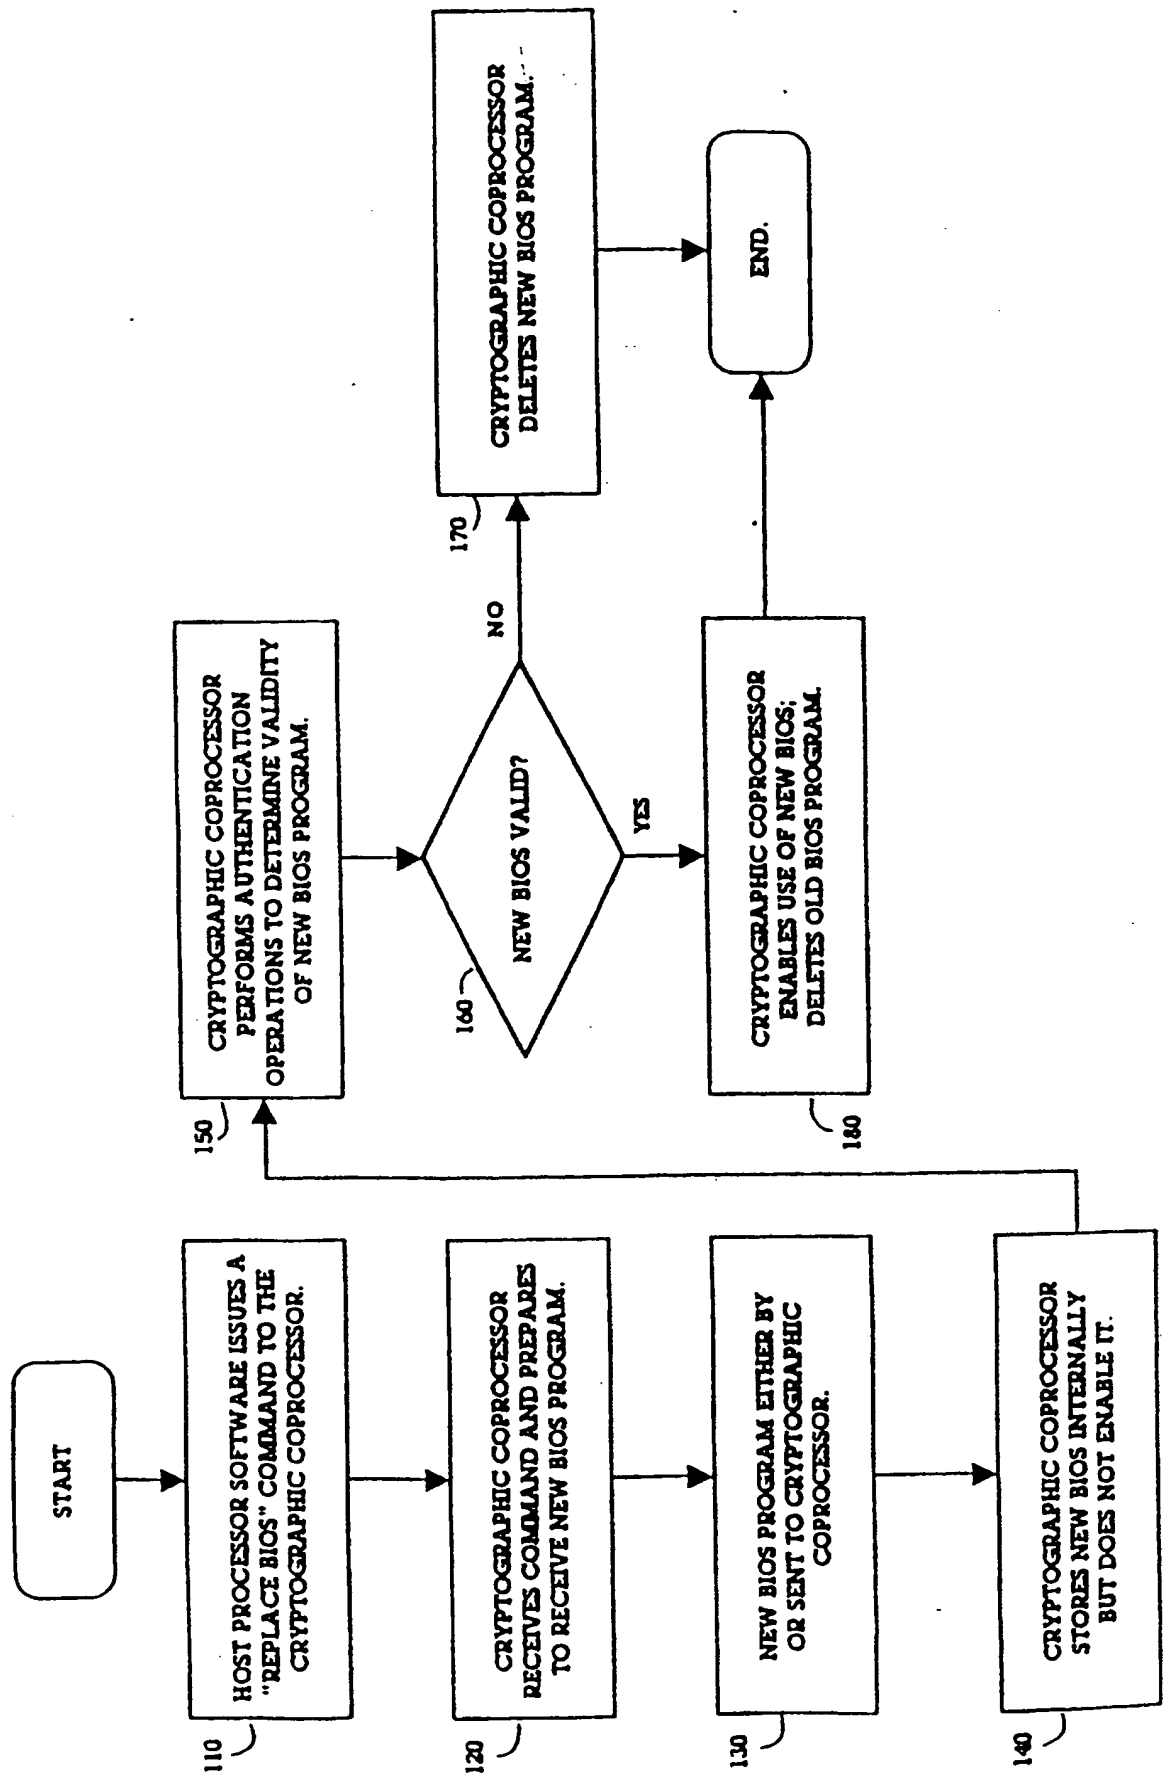 START
110
HOST PROCESSOR SOFTWARE ISSUES A
"REPLACE BIOS" COMMAND TO THE
CRYPTOGRAPHIC COPROCESSOR.
120
CRYPTOGRAPHIC COPROCESSOR
RECEIVES COMMAND AND PREPARES
TO RECEIVE NEW BIOS PROGRAM.
130
NEW BIOS PROGRAM EITHER BY
OR SENT TO CRYPTOGRAPHIC
COPROCESSOR.
140
CRYPTOGRAPHIC COPROCESSOR
STORES NEW BIOS INTERNALLY
BUT DOES NOT ENABLE IT.
150
CRYPTOGRAPHIC COPROCESSOR
PERFORMS AUTHENTICATION
OPERATIONS TO DETERMINE VALIDITY
OF NEW BIOS PROGRAM.
160
NEW BIOS VALID?
NO
YES
170
CRYPTOGRAPHIC COPROCESSOR
DELETES NEW BIOS PROGRAM.
180
CRYPTOGRAPHIC COPROCESSOR
ENABLES USE OF NEW BIOS;
DELETES OLD BIOS PROGRAM.
END.